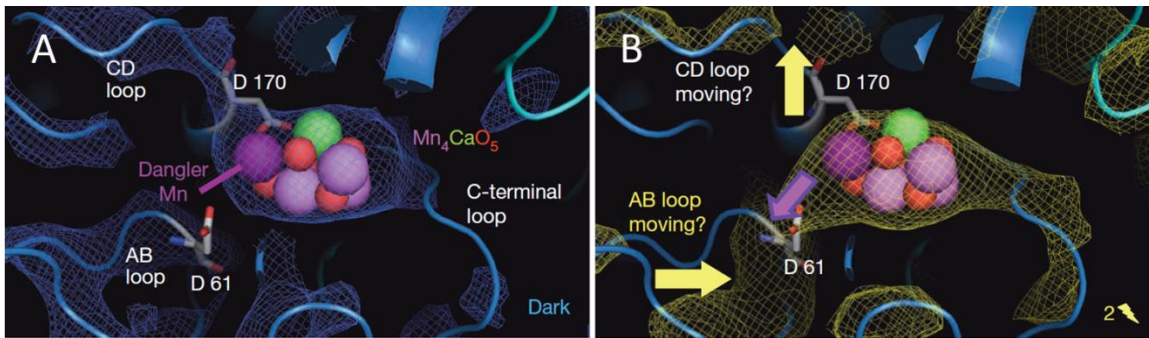 A
CD
loop
D 170
Mn₄CaO₅
Dangler
Mn
C-terminal
loop
AB
loop
D 61
Dark
B
CD loop
moving?
D 170
AB loop
moving?
D 61
2